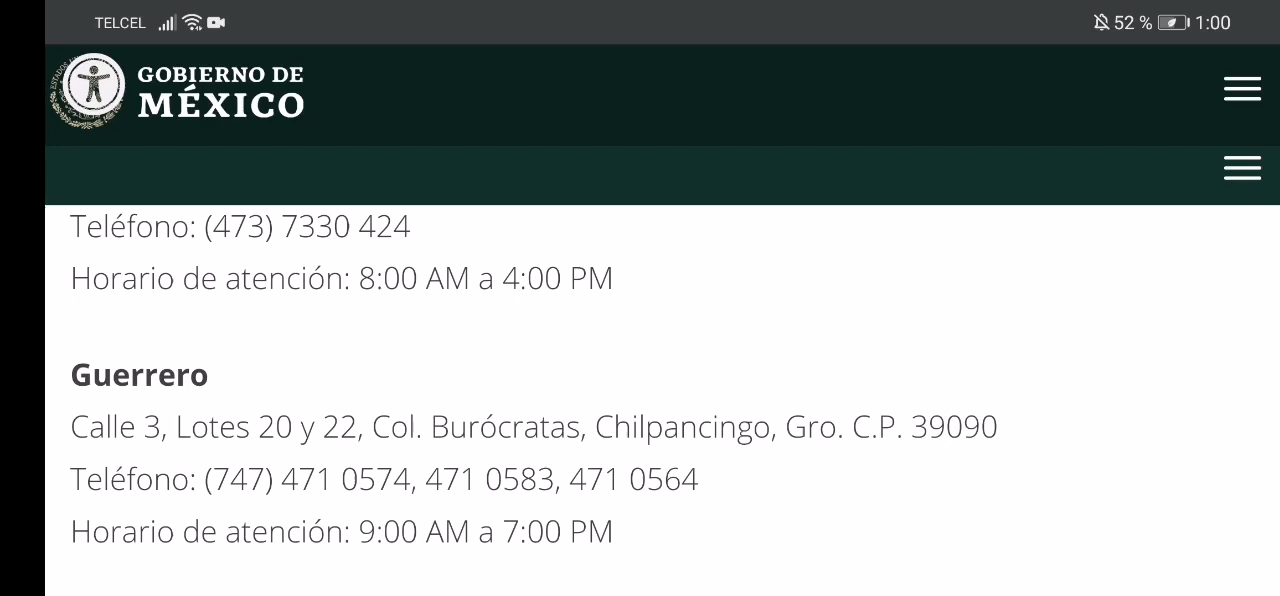 TELCEL 52 % 1:00
GOBIERNO DE
MÉXICO
Teléfono: (473) 7330 424
Horario de atención: 8:00 AM a 4:00 PM
Guerrero
Calle 3, Lotes 20 y 22, Col. Burócratas, Chilpancingo, Gro. C.P. 39090
Teléfono: (747) 471 0574, 471 0583, 471 0564
Horario de atención: 9:00 AM a 7:00 PM